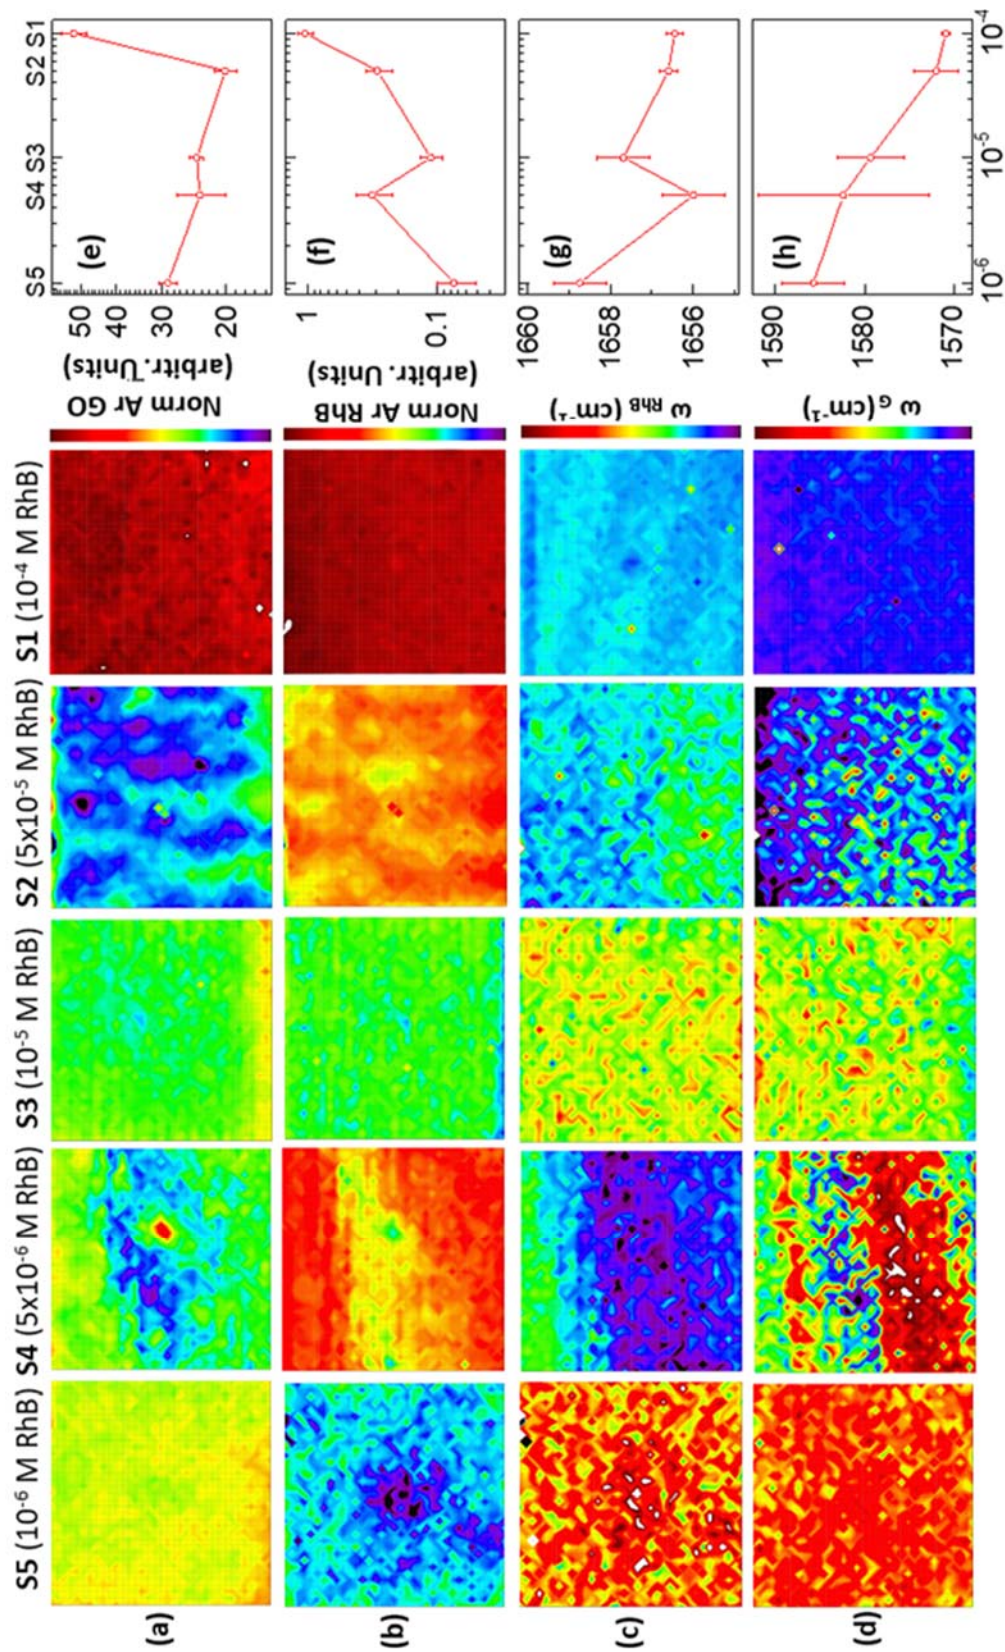 S5 (10⁻⁶ M RhB) S4 (5x10⁻⁶ M RhB) S3 (10⁻⁵ M RhB) S2 (5x10⁻⁵ M RhB) S1 (10⁻⁴ M RhB)
(a)
(b)
(c)
(d)
Norm Ar GO
(arbitr. Units)
50
40
30
20
S5 S4 S3 S2 S1
(e)
Norm Ar RhB
(arbitr. Units)
1
0.1
(f)
ω RhB (cm⁻¹)
1660
1658
1656
(g)
ω G (cm⁻¹)
1590
1580
1570
(h)
10⁻⁶ 10⁻⁵ 10⁻⁴